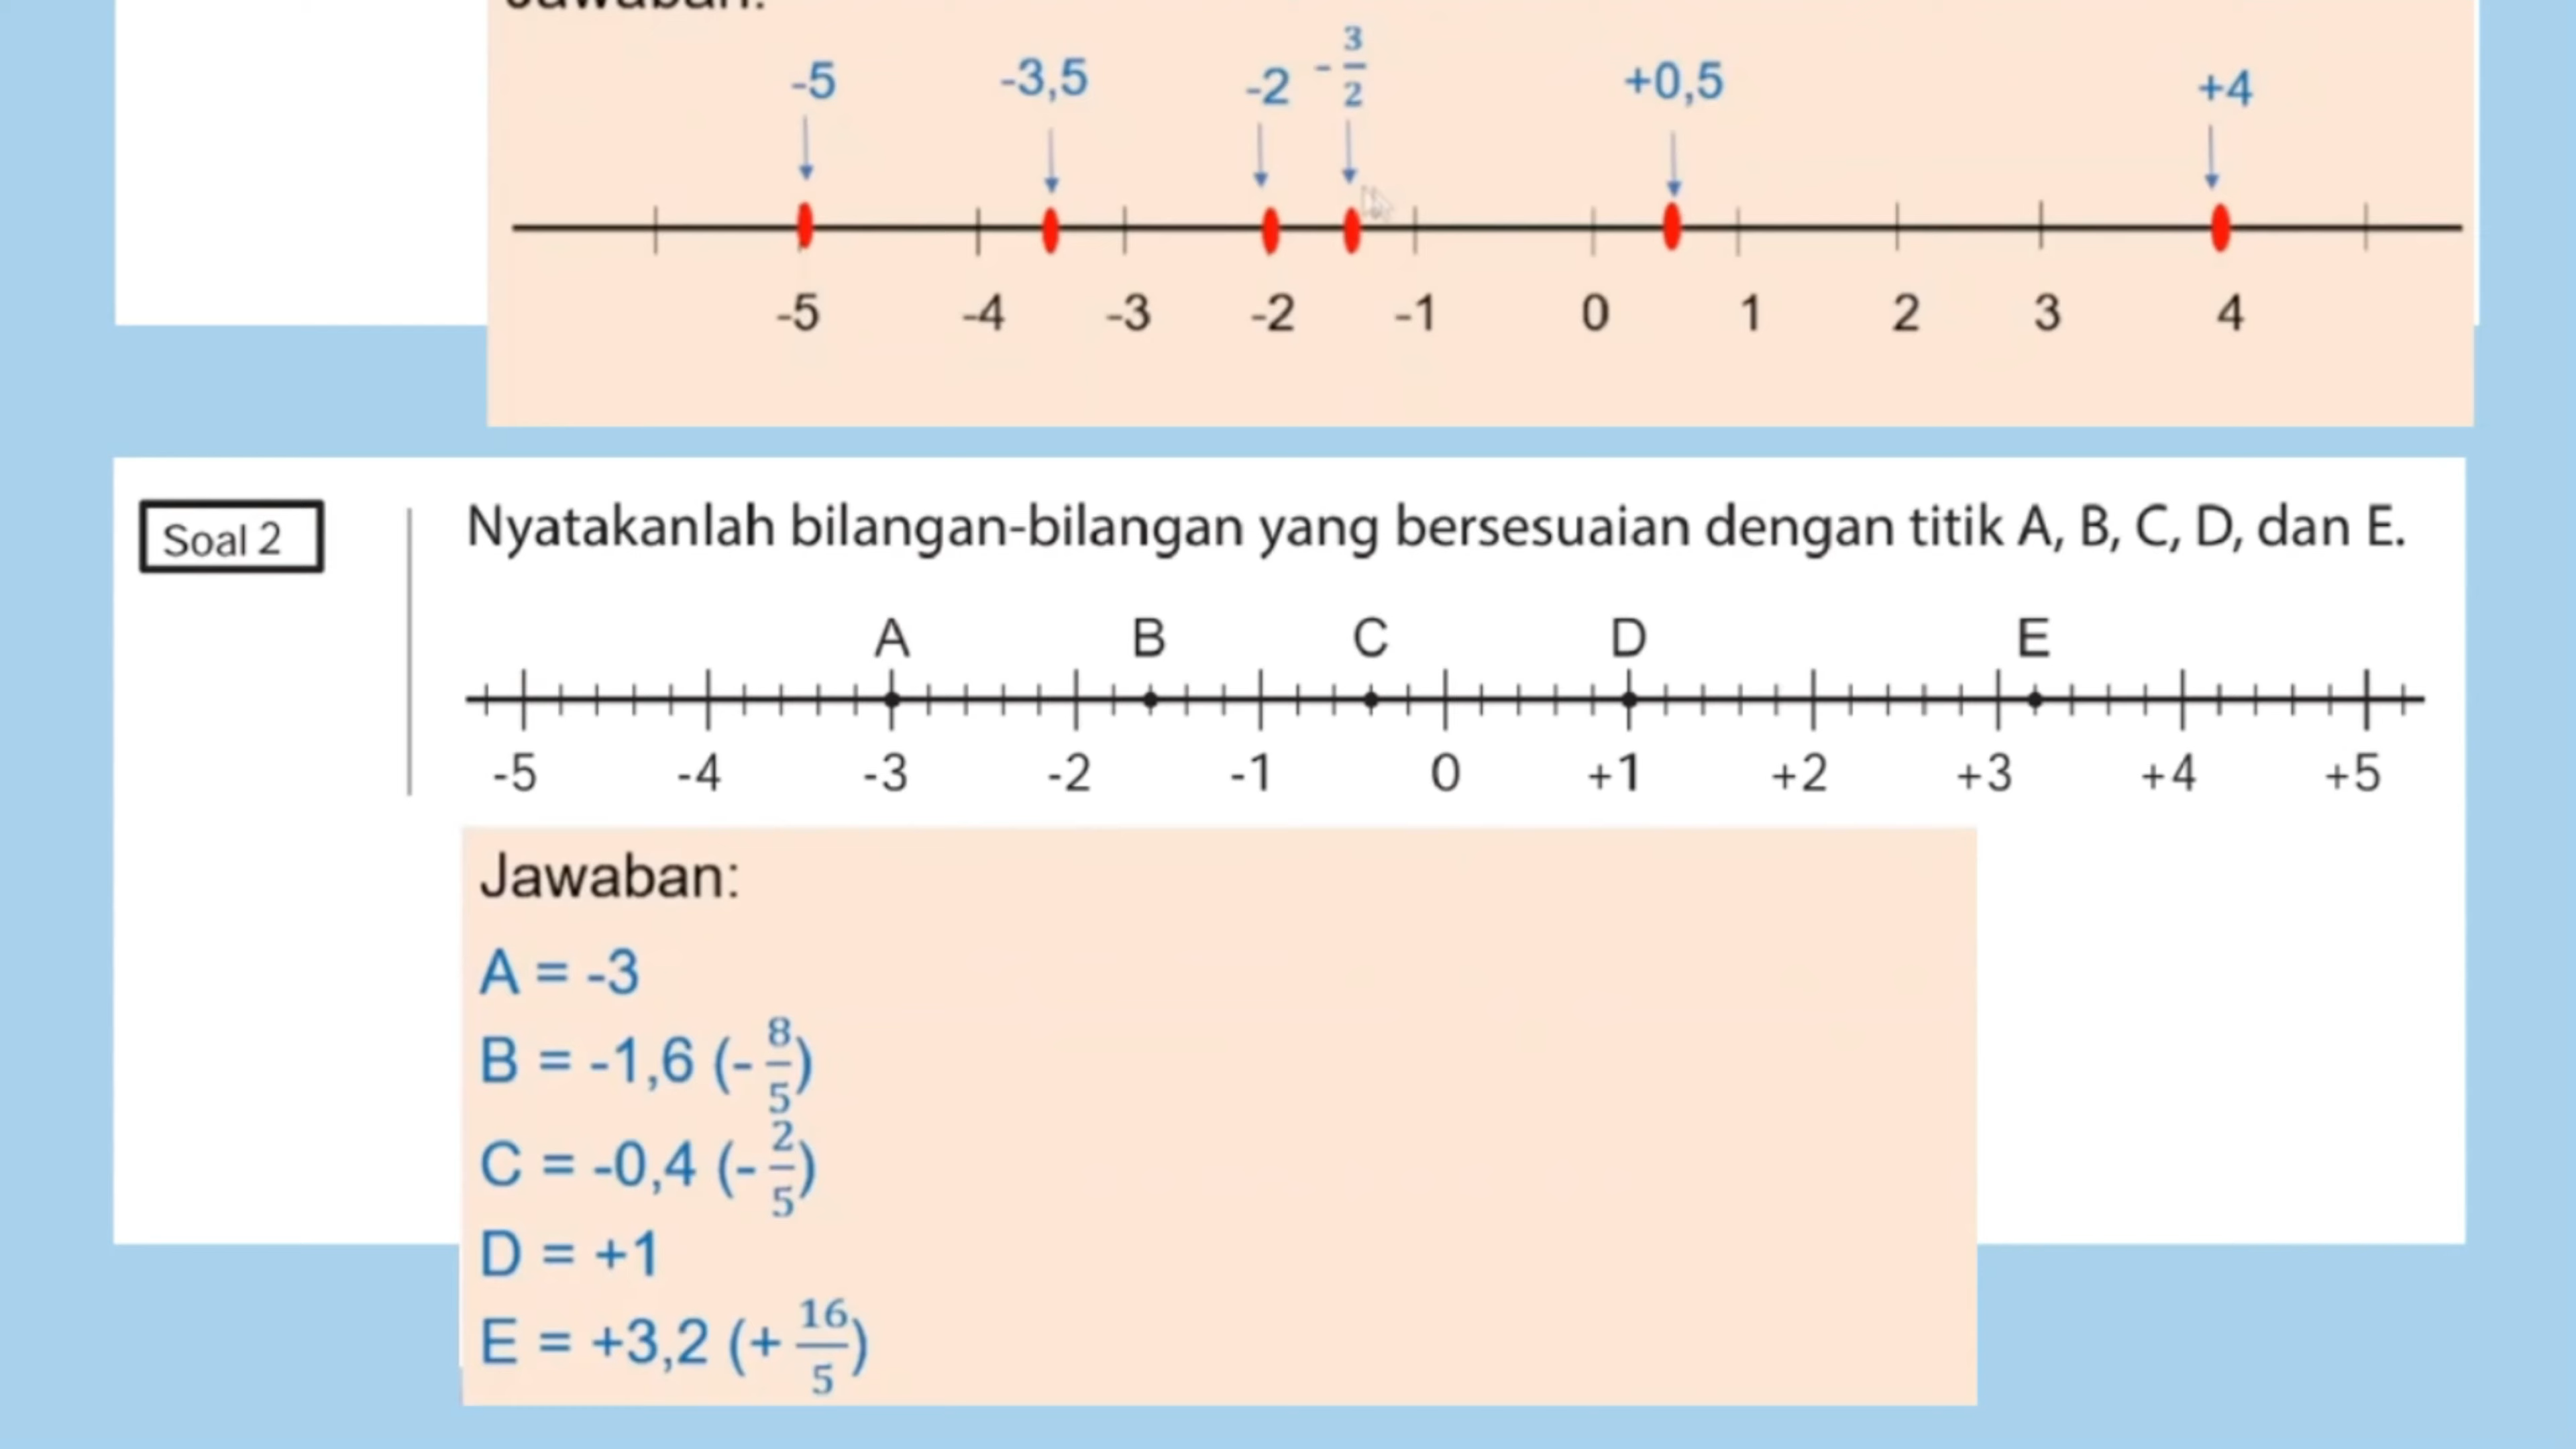 Jawaban:
-5 -3,5 -2 -3/2 +0,5 +4
-5 -4 -3 -2 -1 0 1 2 3 4
Soal 2
Nyatakanlah bilangan-bilangan yang bersesuaian dengan titik A, B, C, D, dan E.
A B C D E
-5 -4 -3 -2 -1 0 +1 +2 +3 +4 +5
Jawaban:
A = -3
B = -1,6 (-8/5)
C = -0,4 (-2/5)
D = +1
E = +3,2 (+16/5)